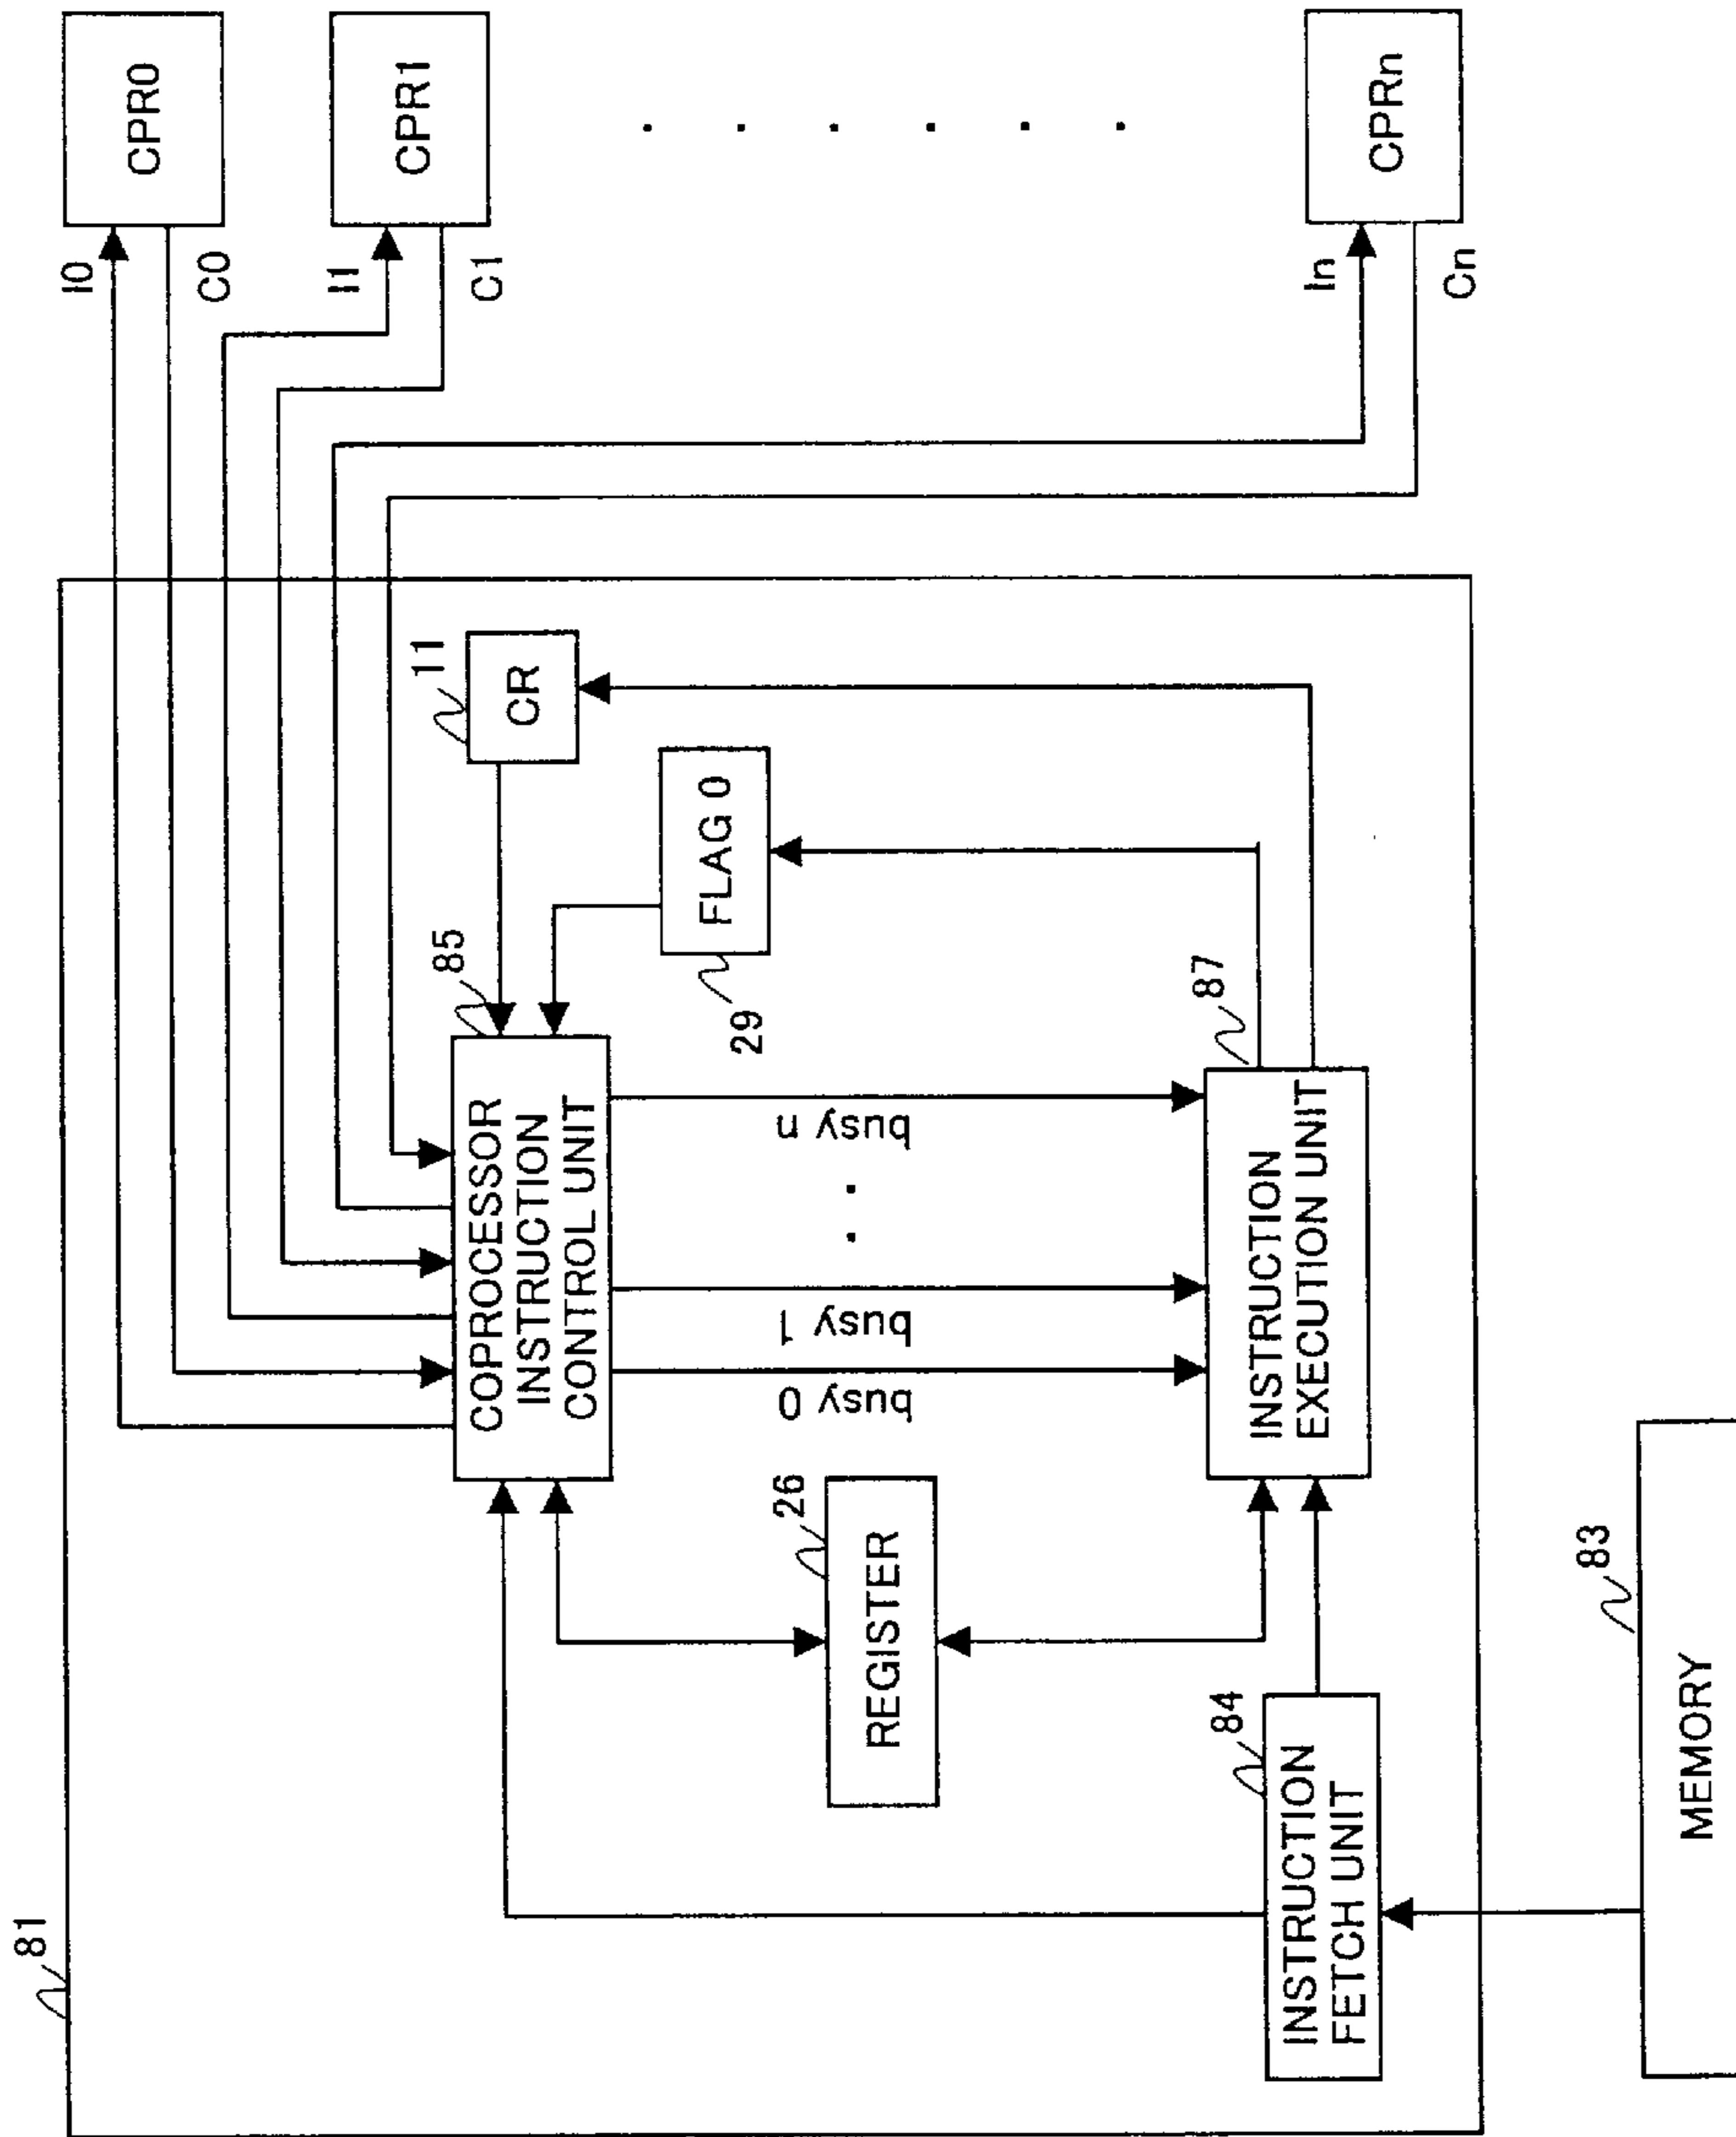 81
MEMORY
83
INSTRUCTION
FETCH UNIT
84
REGISTER
26
COPROCESSOR
INSTRUCTION
CONTROL UNIT
85
busy 0
busy 1
. .
busy n
INSTRUCTION
EXECUTION UNIT
87
FLAG 0
29
CR
11
I0
C0
CPR0
I1
C1
CPR1
. . . . . .
In
Cn
CPRn